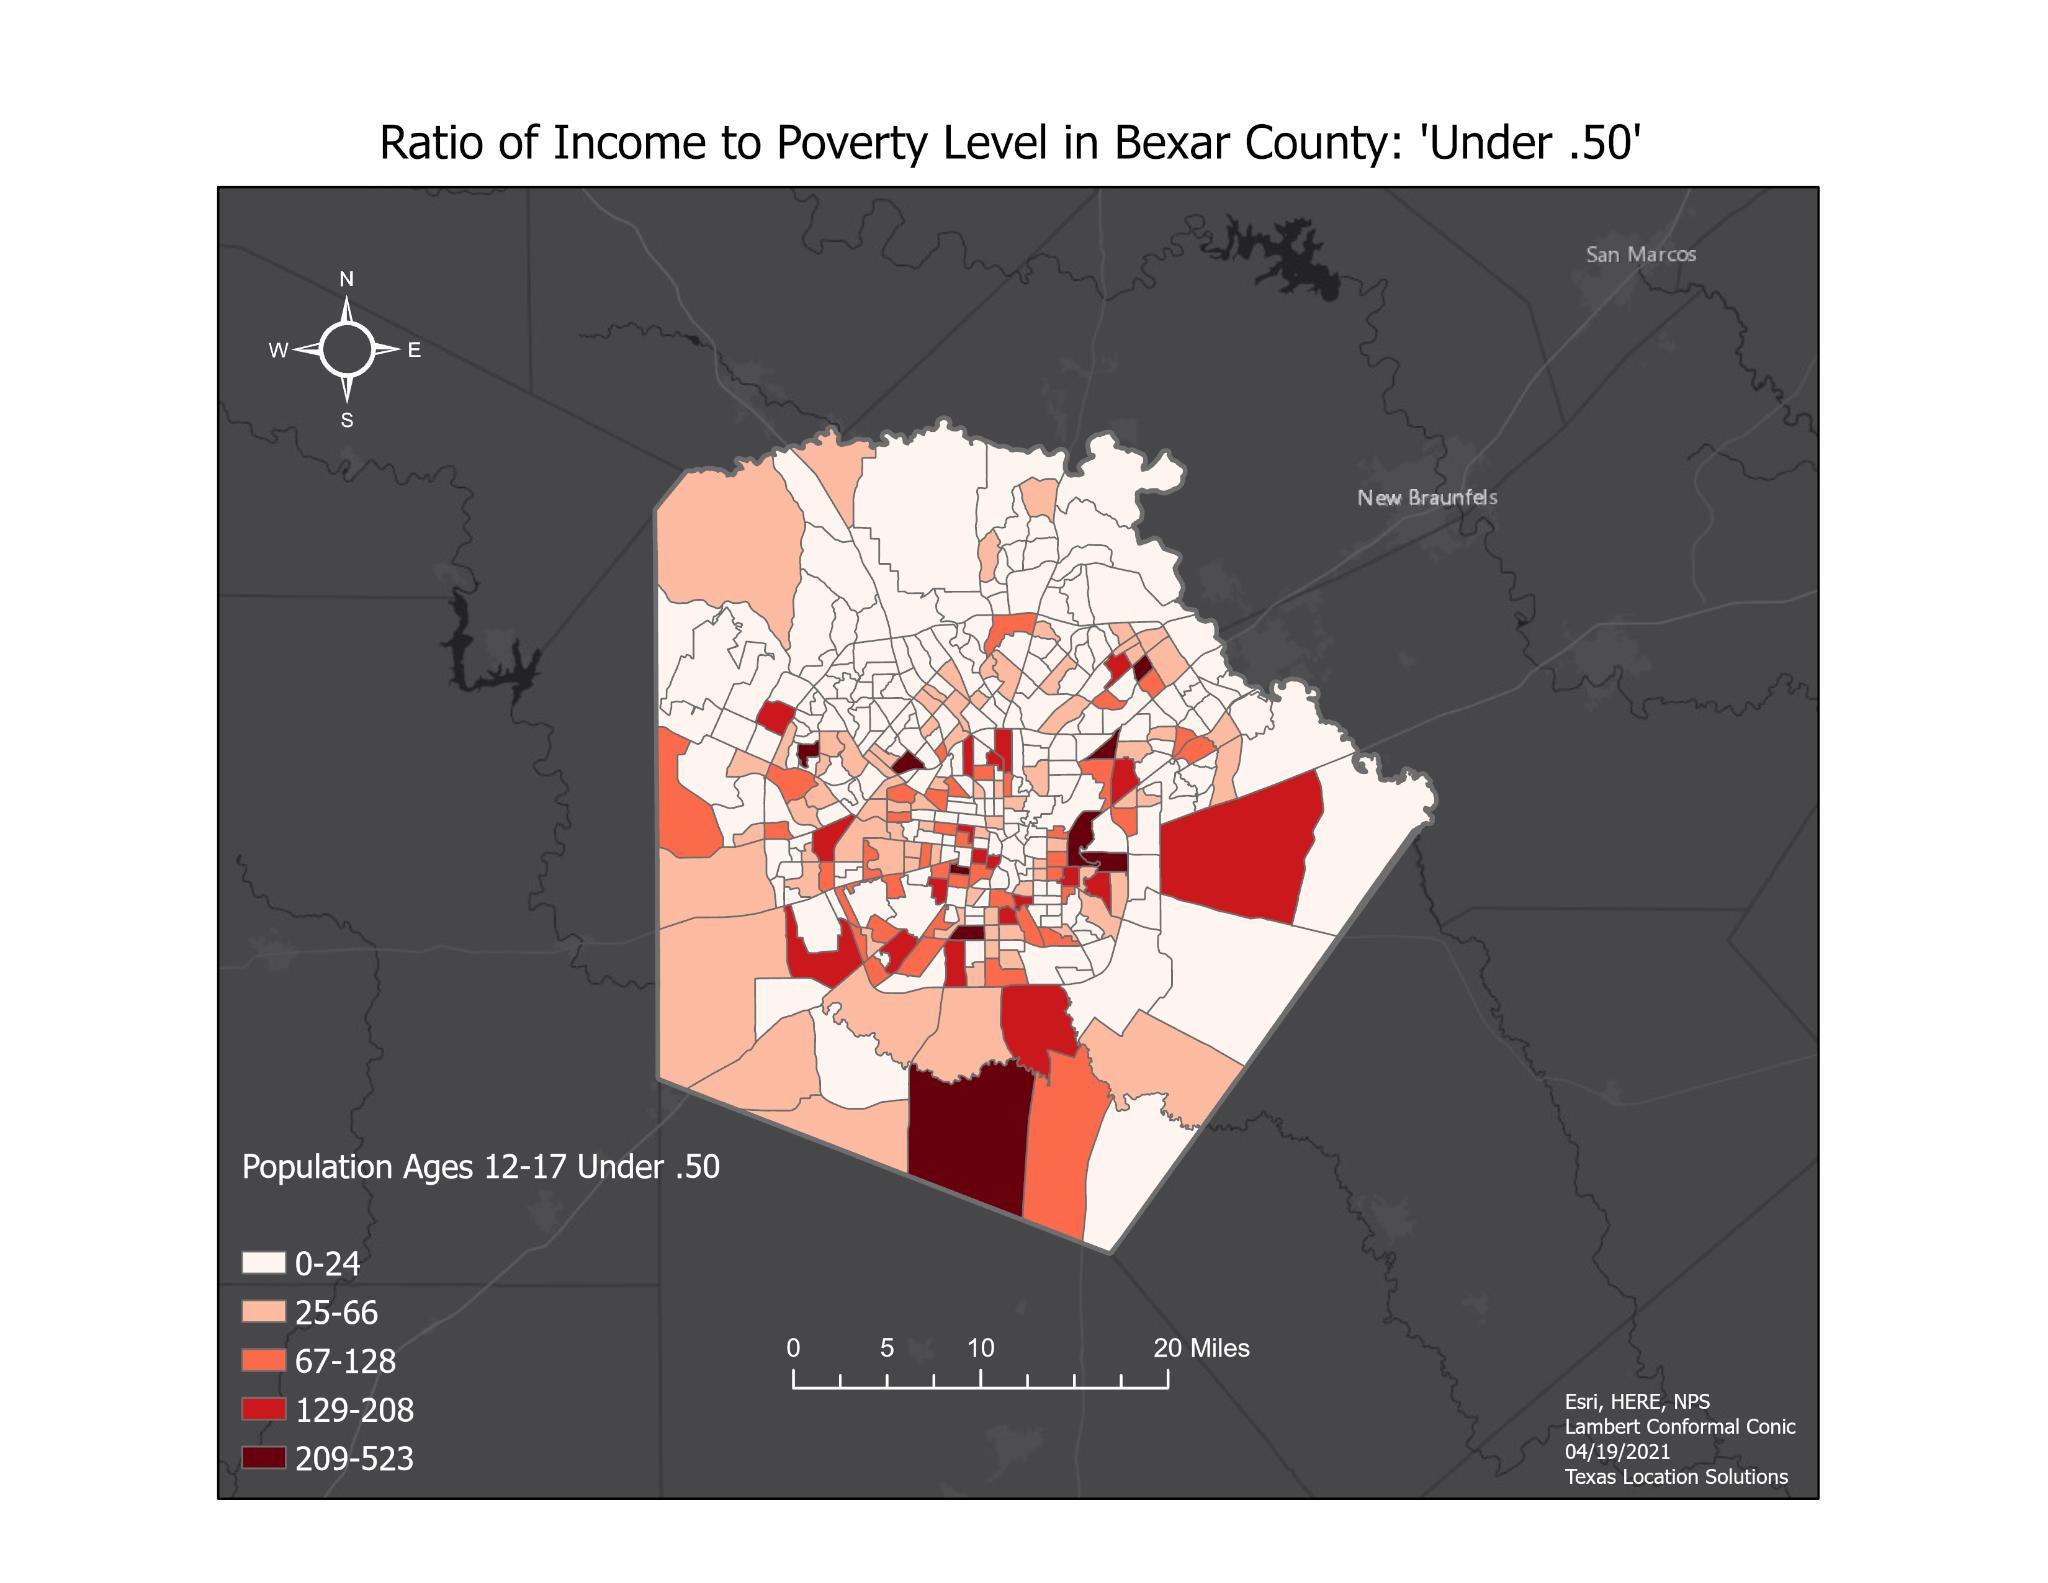 Ratio of Income to Poverty Level in Bexar County: 'Under .50'
San Marcos
N
W E
S
New Braunfels
Population Ages 12-17 Under .50
0-24
25-66
67-128
129-208
209-523
0 5 10 20 Miles
Esri, HERE, NPS
Lambert Conformal Conic
04/19/2021
Texas Location Solutions